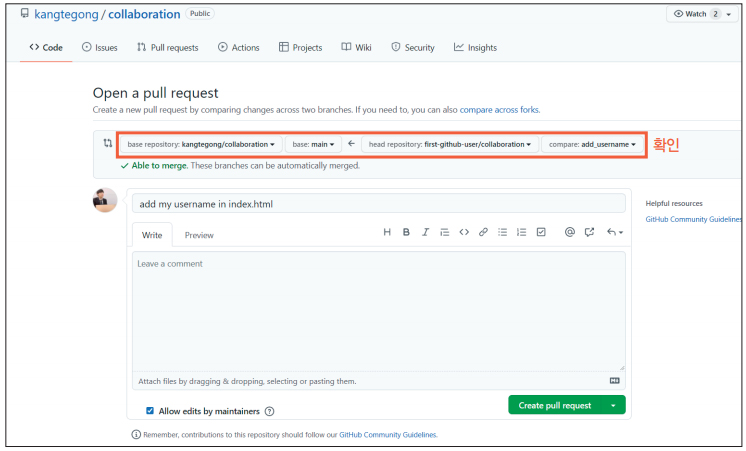 kangtegong / collaboration Public
Watch 2
Code Issues Pull requests Actions Projects Wiki Security Insights
Open a pull request
Create a new pull request by comparing changes across two branches. If you need to, you can also compare across forks.
base repository: kangtegong/collaboration base: main ← head repository: first-github-user/collaboration compare: add_username 확인
✓ Able to merge. These branches can be automatically merged.
add my username in index.html
Helpful resources
GitHub Community Guidelines
Write Preview
Leave a comment
Attach files by dragging & dropping, selecting or pasting them.
Allow edits by maintainers
Create pull request
Remember, contributions to this repository should follow our GitHub Community Guidelines.